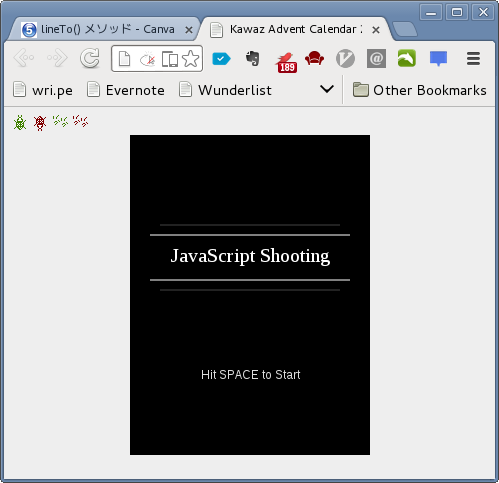 lineTo() メソッド - Canva
Kawaz Advent Calendar 2
189
wri.pe
Evernote
Wunderlist
Other Bookmarks
JavaScript Shooting
Hit SPACE to Start